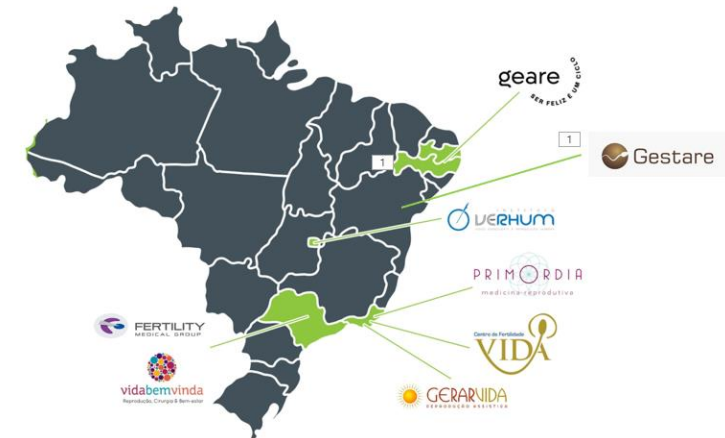 geare
SER FELIZ É UM CICLO
1
Gestare
1
INSTITUTO
VERHUM
PRIMORDIA
medicina reprodutiva
Centro de Fertilidade
VIDA
FERTILITY
MEDICAL GROUP
vidabemvinda
Reprodução, Cirurgia & Bem-estar
GERARVIDA
REPRODUÇÃO ASSISTIDA